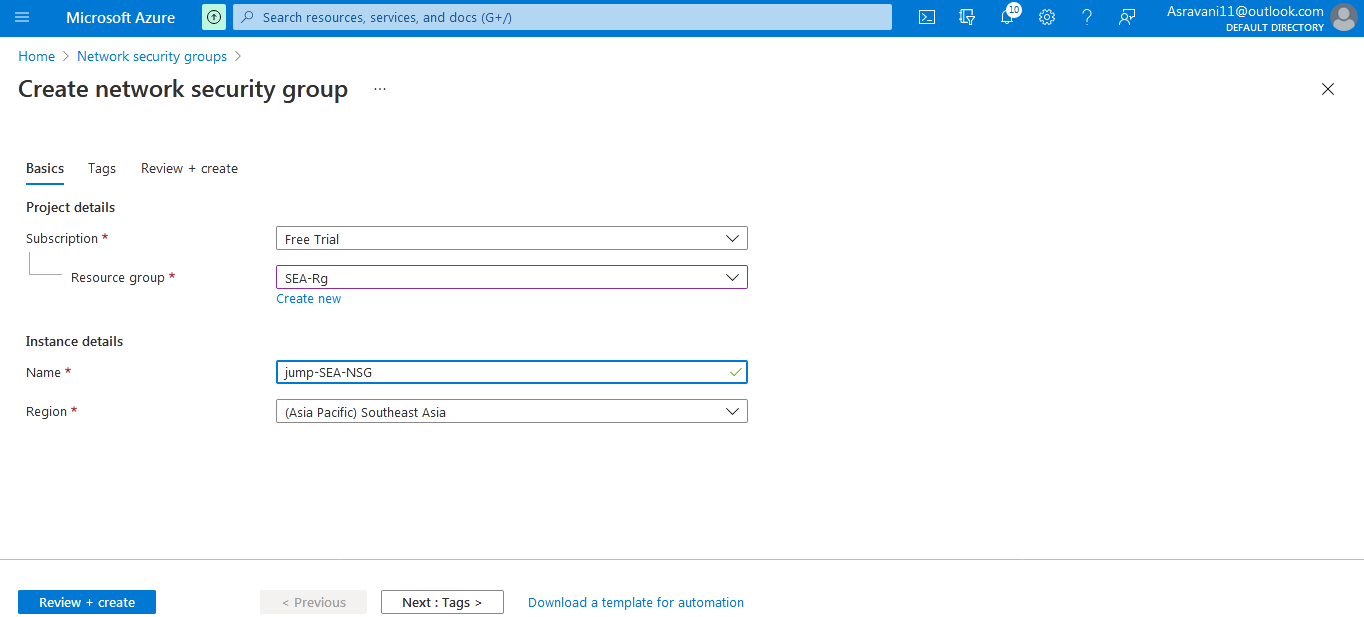 Microsoft Azure
Search resources, services, and docs (G+/)
10
Asravani11@outlook.com
DEFAULT DIRECTORY
Home > Network security groups >
Create network security group ...
Basics Tags Review + create
Project details
Subscription *
Free Trial
Resource group *
SEA-Rg
Create new
Instance details
Name *
jump-SEA-NSG
Region *
(Asia Pacific) Southeast Asia
Review + create
< Previous
Next : Tags >
Download a template for automation